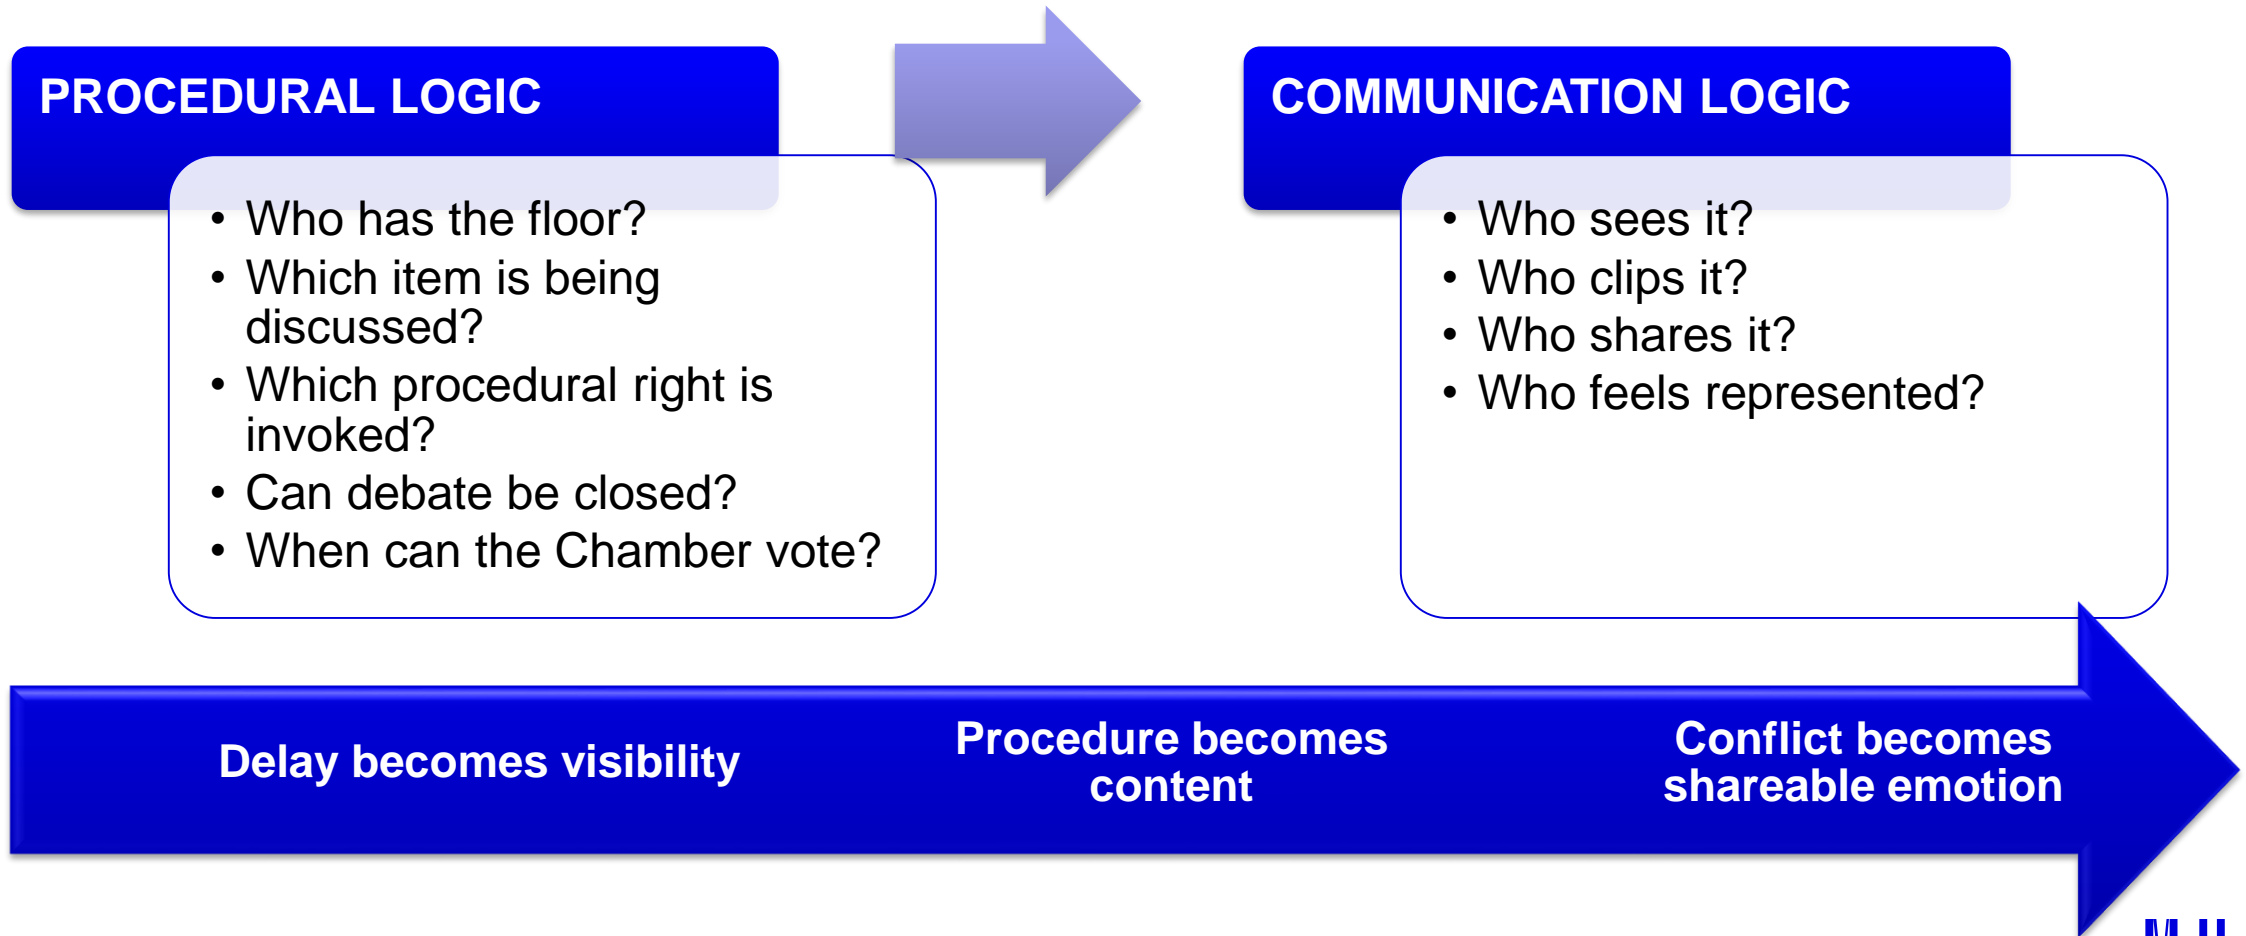 PROCEDURAL LOGIC
• Who has the floor?
• Which item is being
discussed?
• Which procedural right is
invoked?
• Can debate be closed?
• When can the Chamber vote?
COMMUNICATION LOGIC
• Who sees it?
• Who clips it?
• Who shares it?
• Who feels represented?
Delay becomes visibility
Procedure becomes
content
Conflict becomes
shareable emotion